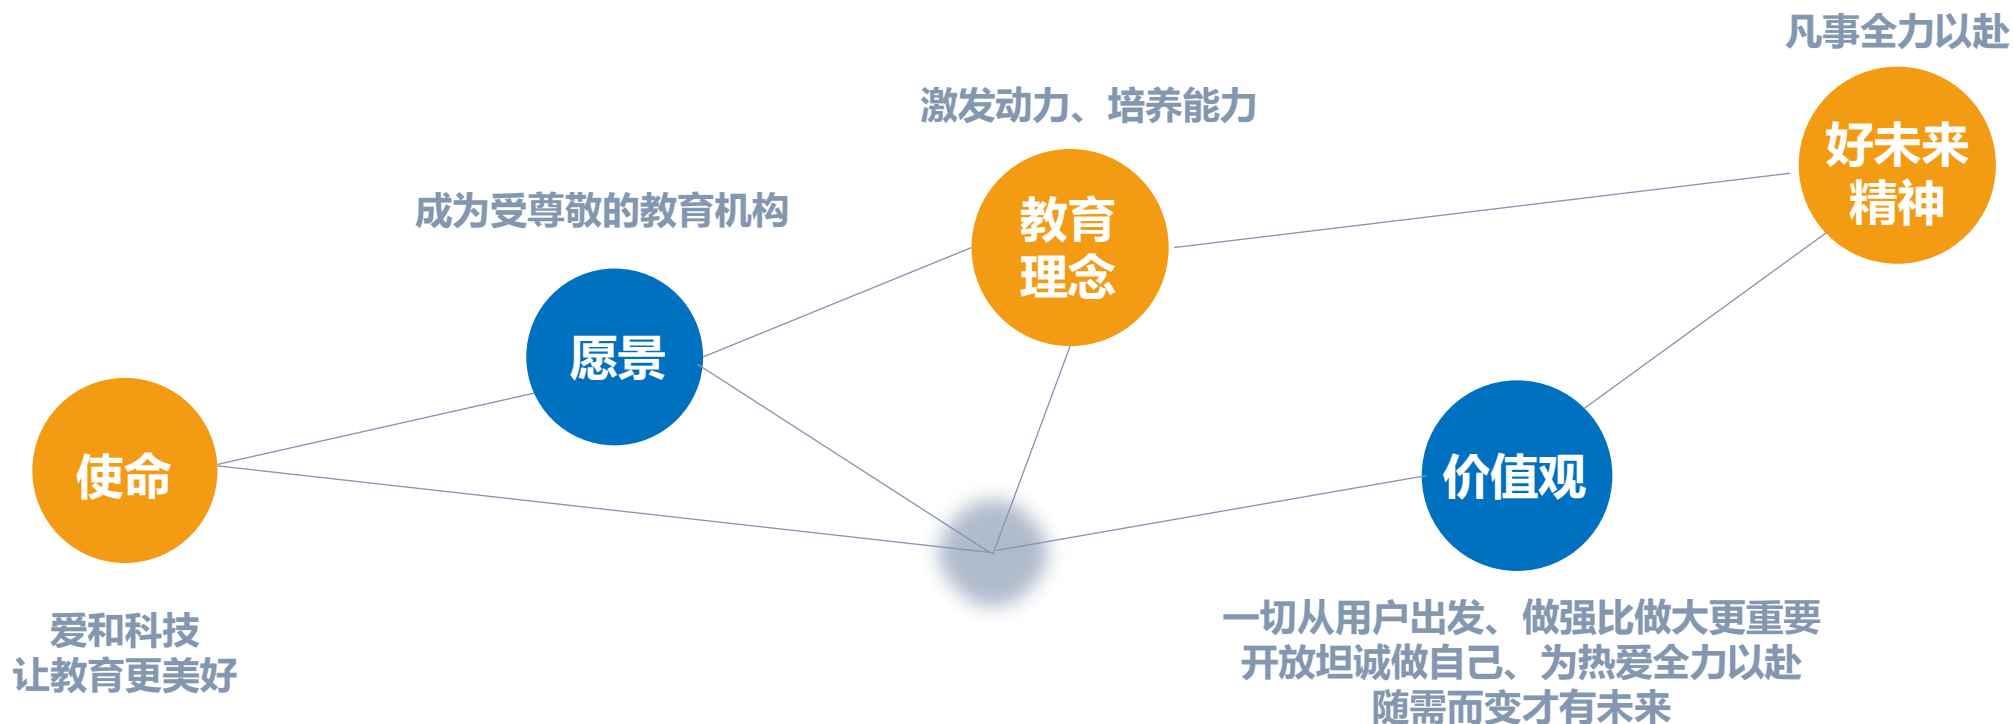 凡事全力以赴
好未来
精神
激发动力、培养能力
教育
理念
成为受尊敬的教育机构
愿景
使命
爱和科技
让教育更美好
价值观
一切从用户出发、做强比做大更重要
开放坦诚做自己、为热爱全力以赴
随需而变才有未来